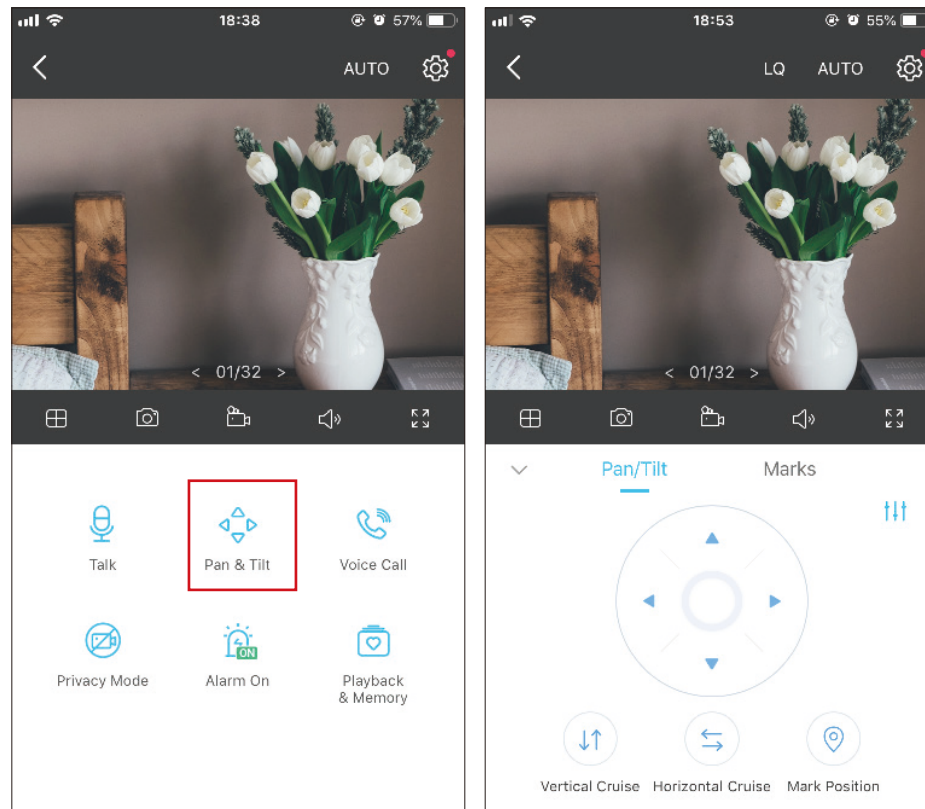 18:38
57%
AUTO
< 01/32 >
Talk
Pan & Tilt
Voice Call
Privacy Mode
ON
Alarm On
Playback
& Memory
18:53
55%
LQ
AUTO
< 01/32 >
Pan/Tilt
Marks
Vertical Cruise
Horizontal Cruise
Mark Position